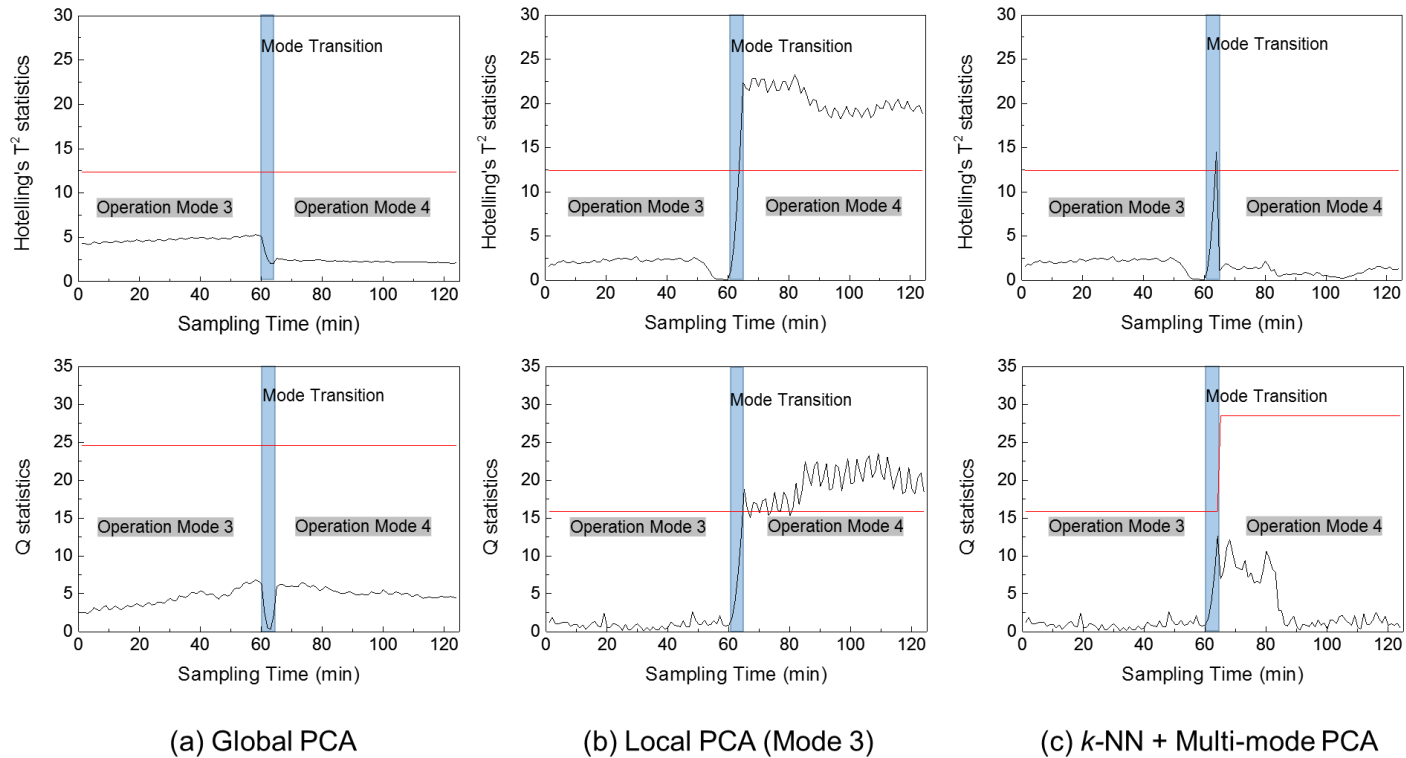 30
25
20
15
10
5
0
Hotelling's T² statistics
Mode Transition
Operation Mode 3
Operation Mode 4
0 20 40 60 80 100 120
Sampling Time (min)
30
25
20
15
10
5
0
Hotelling's T² statistics
Mode Transition
Operation Mode 3
Operation Mode 4
0 20 40 60 80 100 120
Sampling Time (min)
30
25
20
15
10
5
0
Hotelling's T² statistics
Mode Transition
Operation Mode 3
Operation Mode 4
0 20 40 60 80 100 120
Sampling Time (min)
35
30
25
20
15
10
5
0
Q statistics
Mode Transition
Operation Mode 3
Operation Mode 4
0 20 40 60 80 100 120
Sampling Time (min)
35
30
25
20
15
10
5
0
Q statistics
Mode Transition
Operation Mode 3
Operation Mode 4
0 20 40 60 80 100 120
Sampling Time (min)
35
30
25
20
15
10
5
0
Q statistics
Mode Transition
Operation Mode 3
Operation Mode 4
0 20 40 60 80 100 120
Sampling Time (min)
(a) Global PCA
(b) Local PCA (Mode 3)
(c) k-NN + Multi-mode PCA